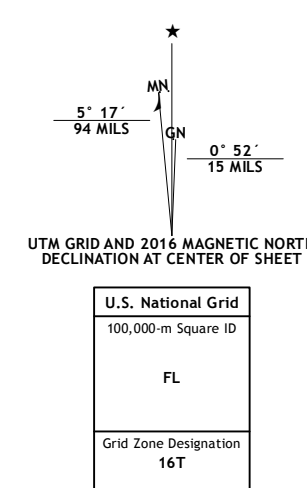 ★
MN
5° 17´
94 MILS
GN
0° 52´
15 MILS
UTM GRID AND 2016 MAGNETIC NORTH
DECLINATION AT CENTER OF SHEET
U.S. National Grid
100,000-m Square ID
FL
Grid Zone Designation
16T